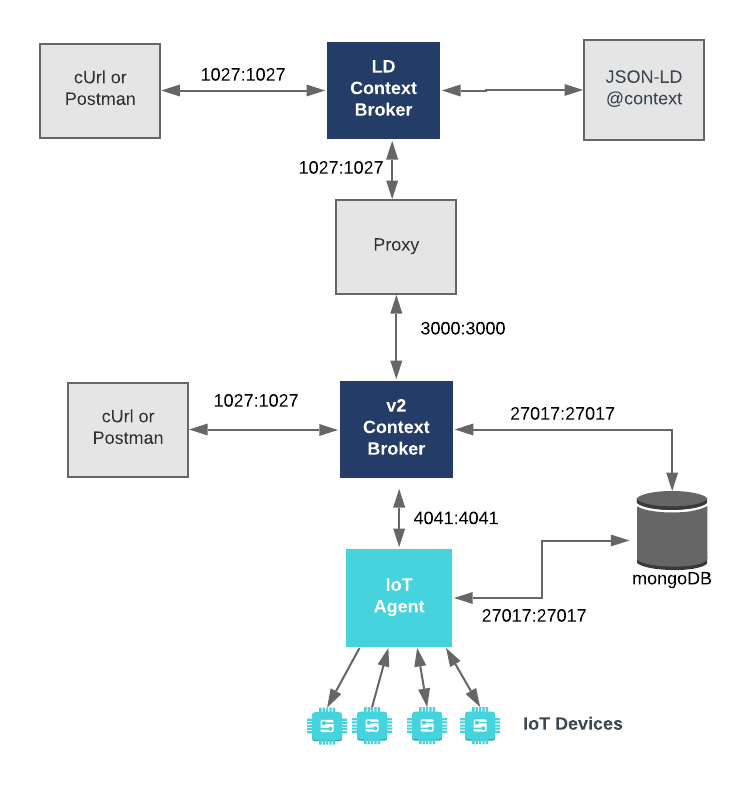 cUrl or
Postman
1027:1027
LD
Context
Broker
JSON-LD
@context
1027:1027
Proxy
3000:3000
cUrl or
Postman
1027:1027
v2
Context
Broker
27017:27017
4041:4041
mongoDB
IoT
Agent
27017:27017
IoT Devices